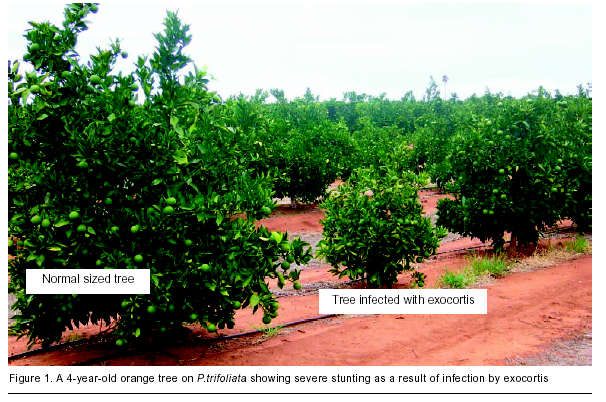 Normal sized tree
Tree infected with exocortis
Figure 1. A 4-year-old orange tree on P.trifoliata showing severe stunting as a result of infection by exocortis